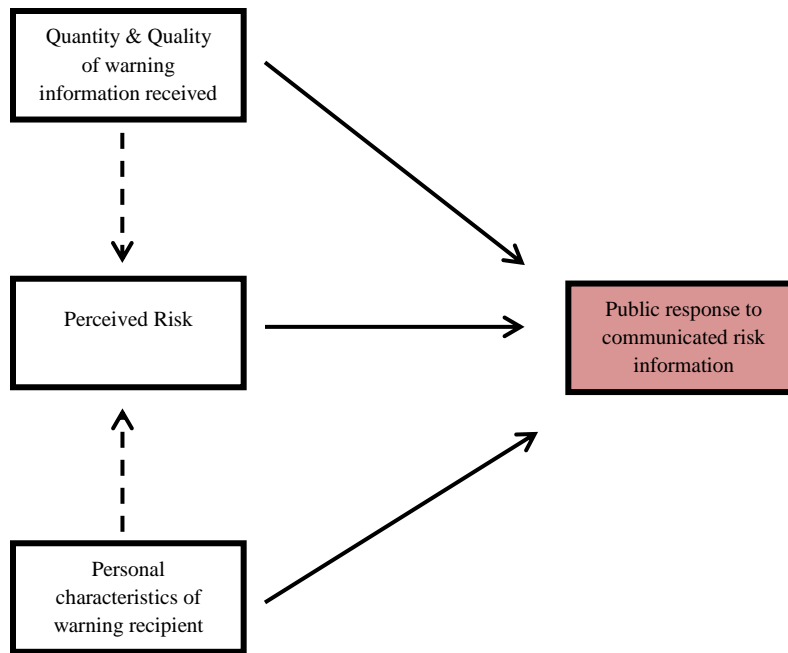 Quantity & Quality
of warning
information received
Perceived Risk
Public response to
communicated risk
information
Personal
characteristics of
warning recipient